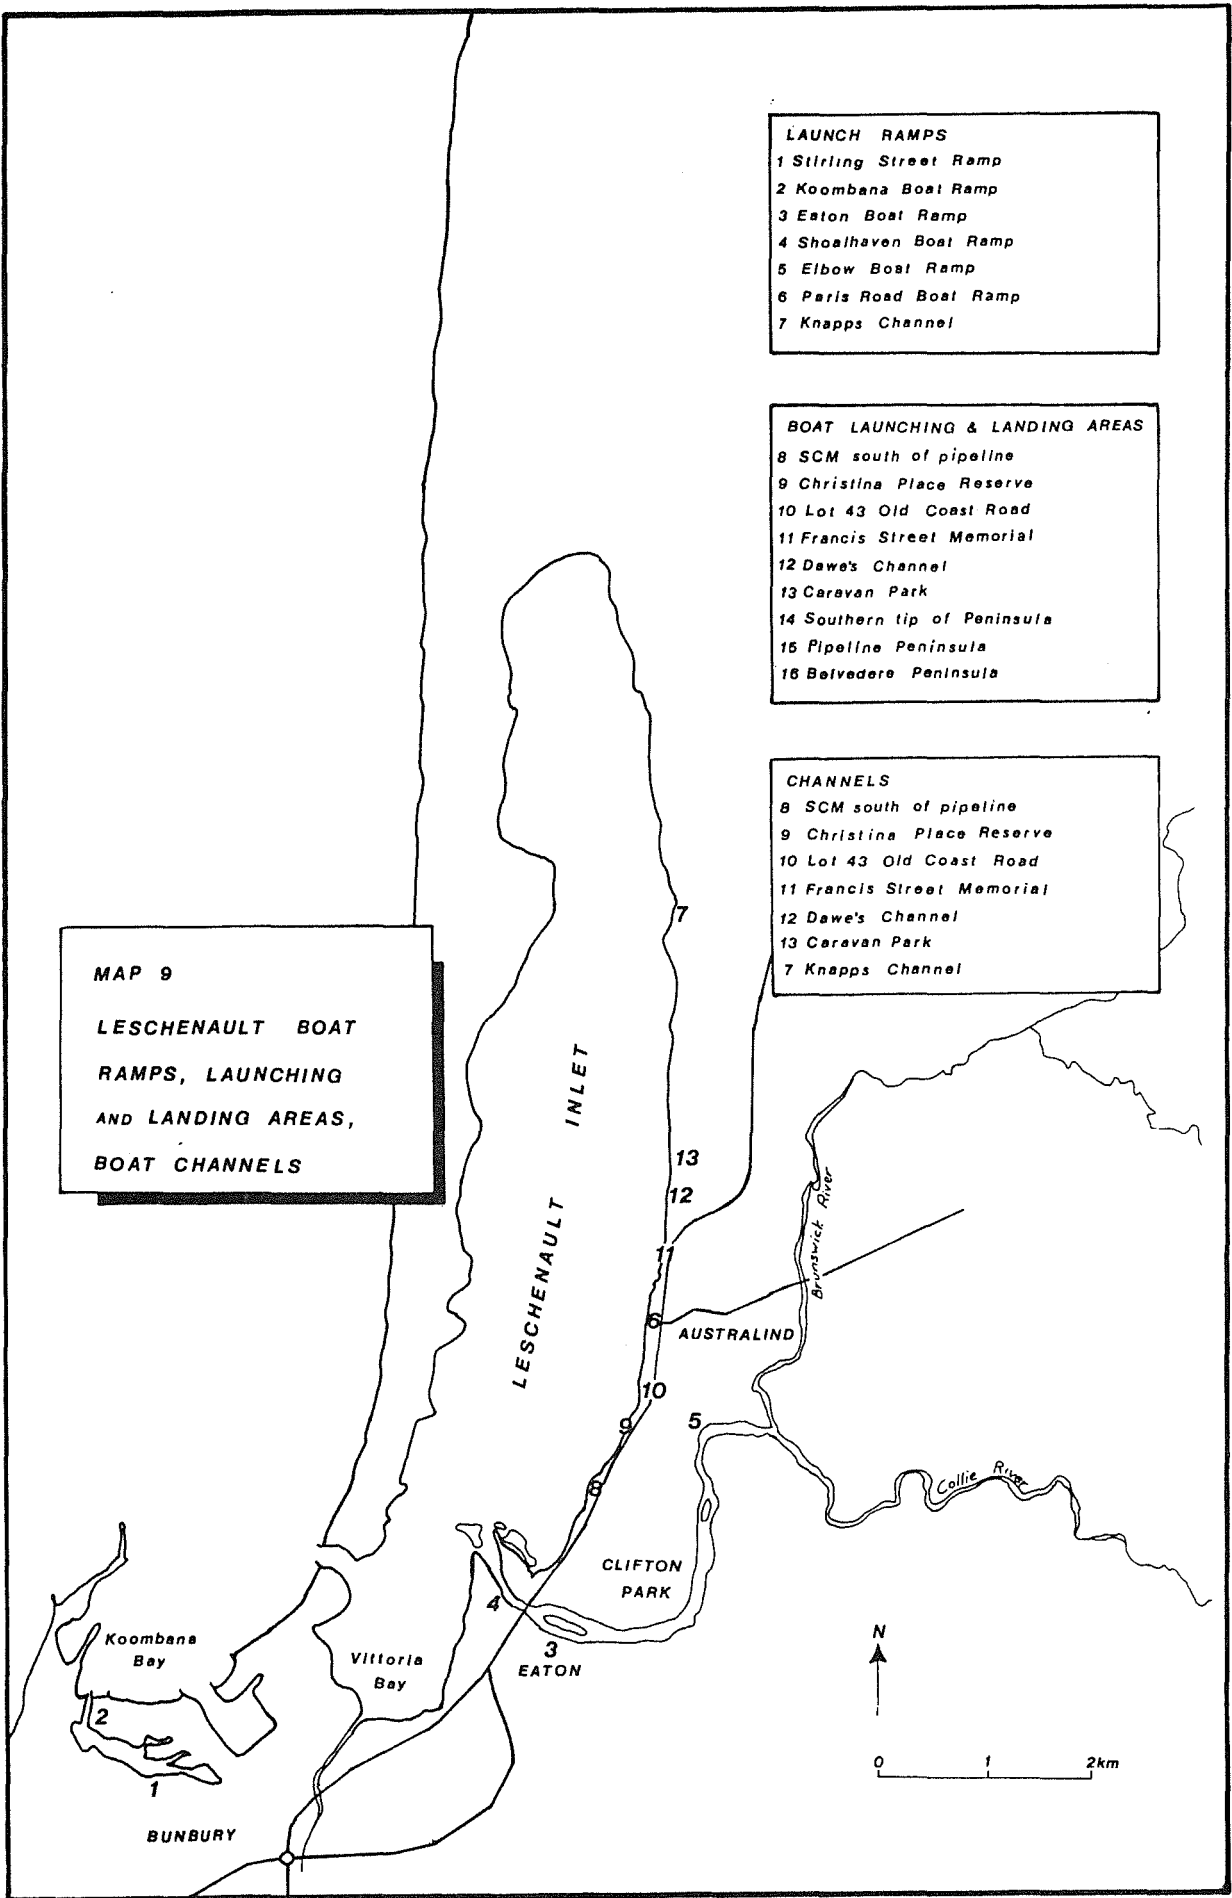 LAUNCH RAMPS
1 Stirling Street Ramp
2 Koombana Boat Ramp
3 Eaton Boat Ramp
4 Shoalhaven Boat Ramp
5 Elbow Boat Ramp
6 Paris Road Boat Ramp
7 Knapps Channel
BOAT LAUNCHING & LANDING AREAS
8 SCM south of pipeline
9 Christina Place Reserve
10 Lot 43 Old Coast Road
11 Francis Street Memorial
12 Dawe's Channel
13 Caravan Park
14 Southern tip of Peninsula
15 Pipeline Peninsula
16 Belvedere Peninsula
CHANNELS
8 SCM south of pipeline
9 Christina Place Reserve
10 Lot 43 Old Coast Road
11 Francis Street Memorial
12 Dawe's Channel
13 Caravan Park
7 Knapps Channel
MAP 9
LESCHENAULT BOAT
RAMPS, LAUNCHING
AND LANDING AREAS,
BOAT CHANNELS
7
LESCHENAULT INLET
13
12
11
Brunswick River
6
AUSTRALIND
10
9
5
8
Collie River
CLIFTON
PARK
4
3
EATON
Koombana
Bay
Vittoria
Bay
2
1
BUNBURY
N
0 1 2km